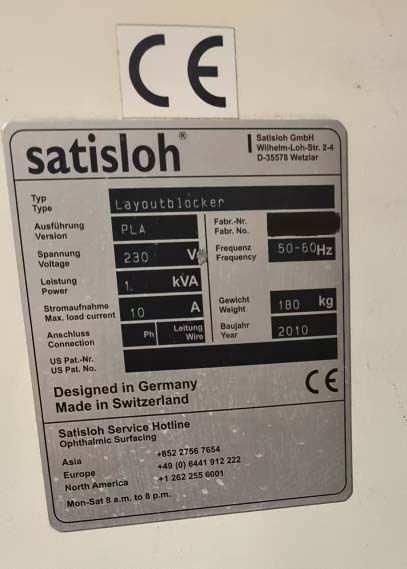 CE
satisloh®
Satisloh GmbH
Wilhelm-Loh-Str. 2-4
D-35578 Wetzlar
Typ
Type
Layoutblocker
Ausführung
Version
PLA
Fabr.-Nr.
Fabr. No.
Spannung
Voltage
230 V
Frequenz
Frequency
50-60 Hz
Leistung
Power
1. kVA
Stromaufnahme
Max. load current
10 A
Gewicht
Weight
180 kg
Anschluss
Connection
Ph
Leitung
Wire
Baujahr
Year
2010
US Pat.-Nr.
US Pat. No.
Designed in Germany
Made in Switzerland
CE
Satisloh Service Hotline
Ophthalmic Surfacing
Asia +852 2756 7654
Europe +49 (0) 6441 912 222
North America +1 262 255 6001
Mon-Sat 8 a.m. to 8 p.m.